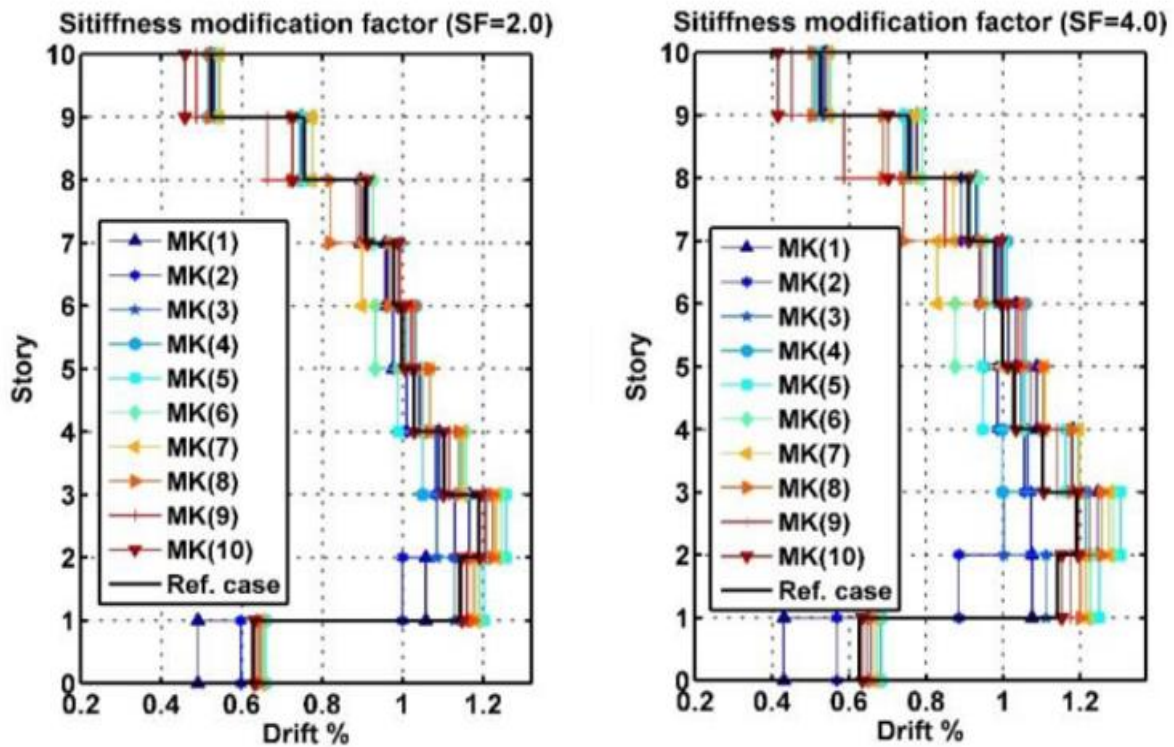 Sitiffness modification factor (SF=2.0)
10
9
8
7
6
5
4
3
2
1
0
Story
MK(1)
MK(2)
MK(3)
MK(4)
MK(5)
MK(6)
MK(7)
MK(8)
MK(9)
MK(10)
Ref. case
0.2 0.4 0.6 0.8 1 1.2
Drift %
Sitiffness modification factor (SF=4.0)
10
9
8
7
6
5
4
3
2
1
0
Story
MK(1)
MK(2)
MK(3)
MK(4)
MK(5)
MK(6)
MK(7)
MK(8)
MK(9)
MK(10)
Ref. case
0.2 0.4 0.6 0.8 1 1.2
Drift %